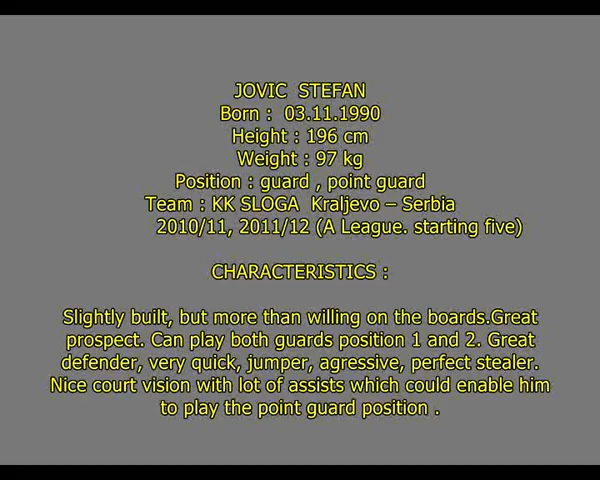 JOVIC  STEFAN
Born :  03.11.1990
Height : 196 cm
Weight : 97 kg
Position : guard , point guard
Team : KK SLOGA  Kraljevo – Serbia
2010/11, 2011/12 (A League. starting five)
CHARACTERISTICS :
Slightly built, but more than willing on the boards.Great
prospect. Can play both guards position 1 and 2. Great
defender, very quick, jumper, agressive, perfect stealer.
Nice court vision with lot of assists which could enable him
to play the point guard position .